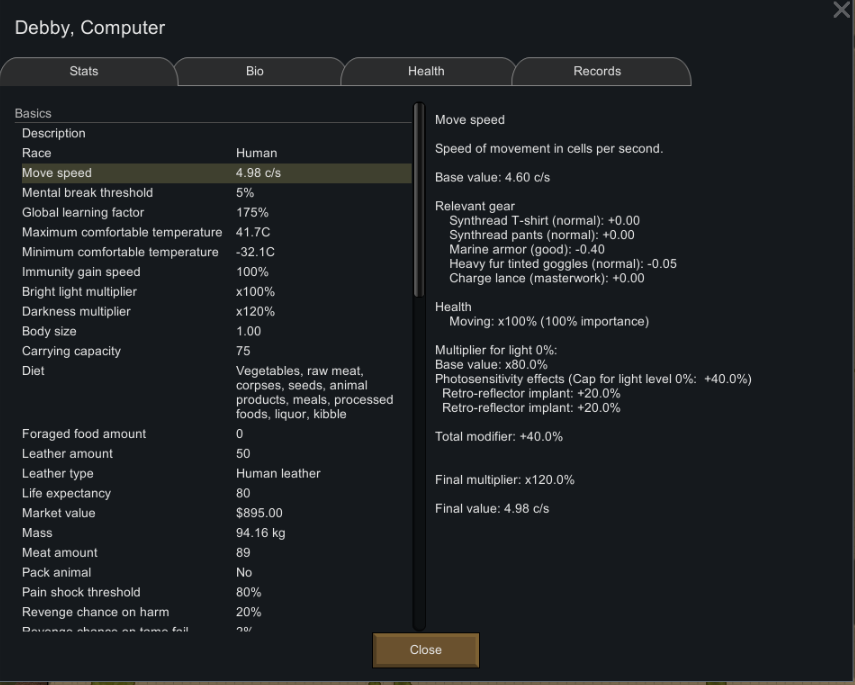 Debby, Computer
Stats
Bio
Health
Records
Basics
Description
Race Human
Move speed 4.98 c/s
Mental break threshold 5%
Global learning factor 175%
Maximum comfortable temperature 41.7C
Minimum comfortable temperature -32.1C
Immunity gain speed 100%
Bright light multiplier x100%
Darkness multiplier x120%
Body size 1.00
Carrying capacity 75
Diet Vegetables, raw meat,
corpses, seeds, animal
products, meals, processed
foods, liquor, kibble
Foraged food amount 0
Leather amount 50
Leather type Human leather
Life expectancy 80
Market value $895.00
Mass 94.16 kg
Meat amount 89
Pack animal No
Pain shock threshold 80%
Revenge chance on harm 20%
Revenge chance on tame fail 2%
Move speed
Speed of movement in cells per second.
Base value: 4.60 c/s
Relevant gear
Synthread T-shirt (normal): +0.00
Synthread pants (normal): +0.00
Marine armor (good): -0.40
Heavy fur tinted goggles (normal): -0.05
Charge lance (masterwork): +0.00
Health
Moving: x100% (100% importance)
Multiplier for light 0%:
Base value: x80.0%
Photosensitivity effects (Cap for light level 0%: +40.0%)
Retro-reflector implant: +20.0%
Retro-reflector implant: +20.0%
Total modifier: +40.0%
Final multiplier: x120.0%
Final value: 4.98 c/s
Close